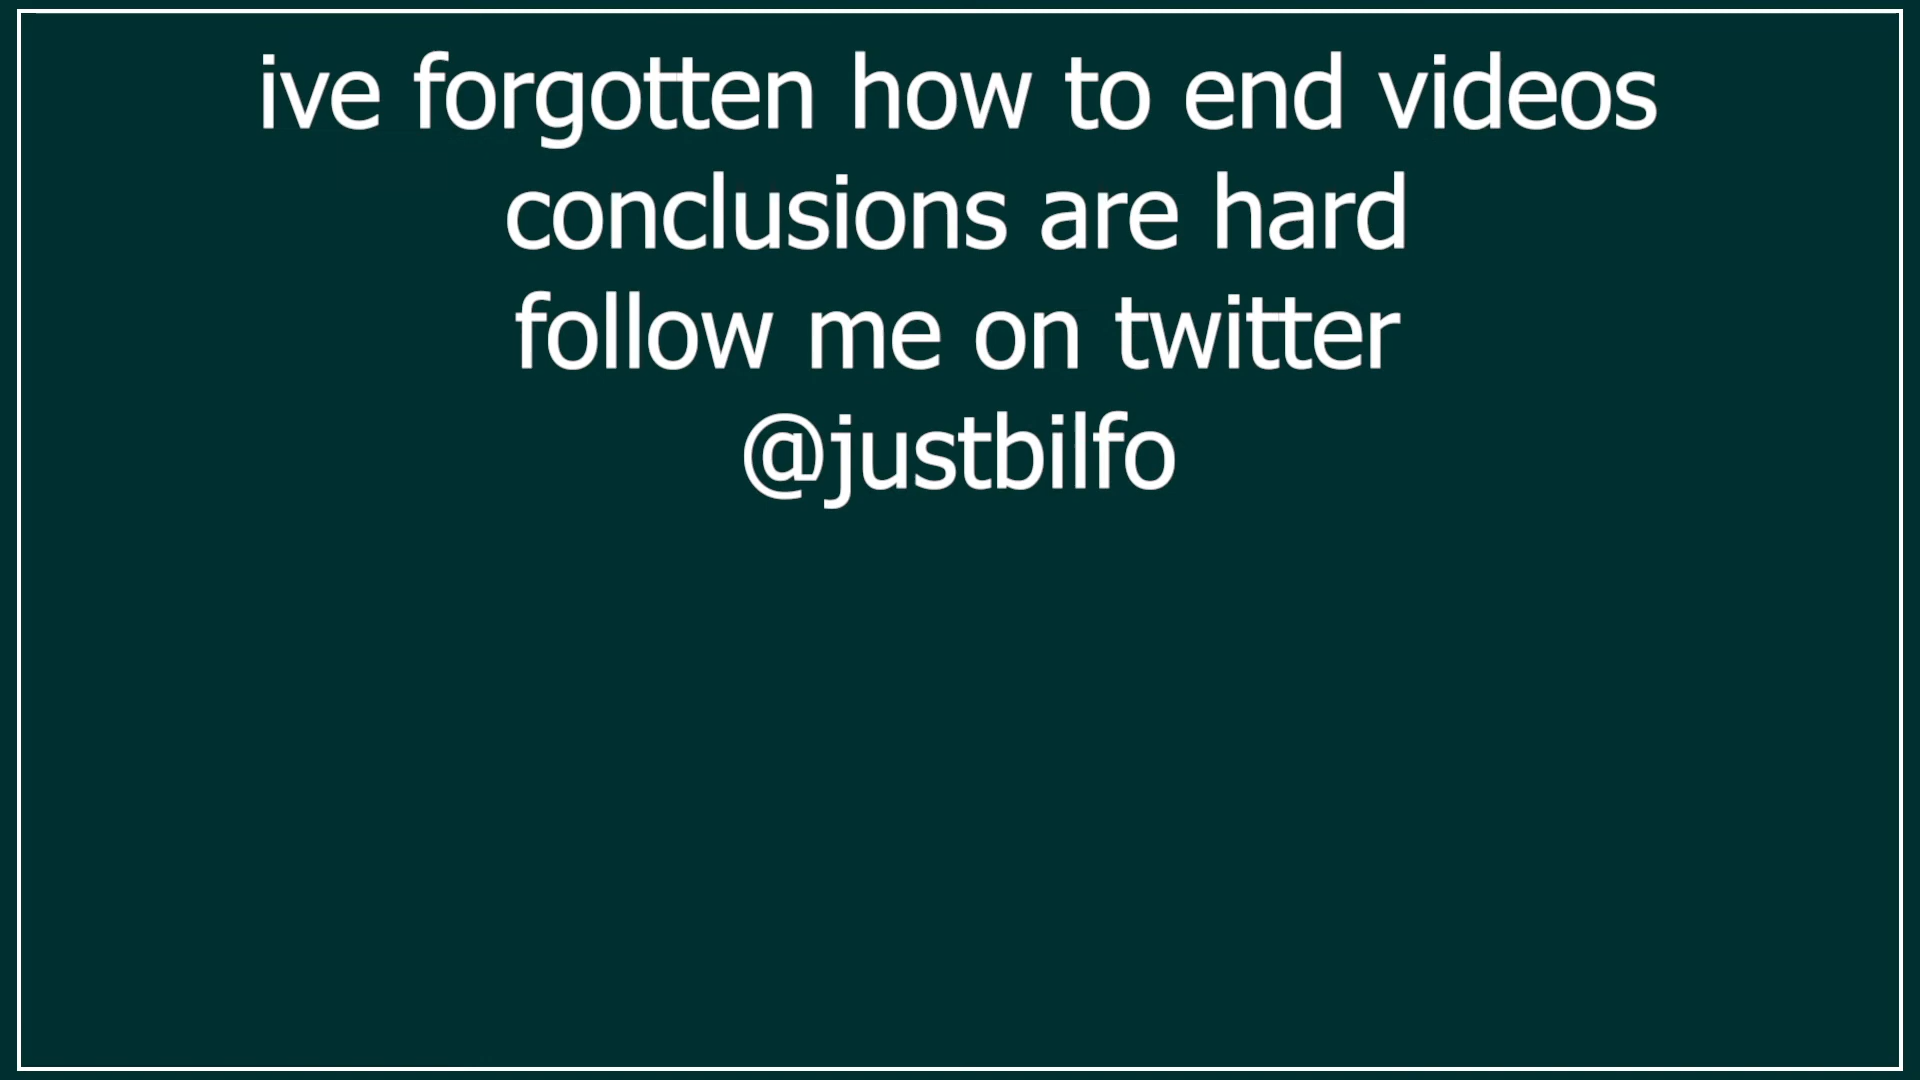 ive forgotten how to end videos
conclusions are hard
follow me on twitter
@justbilfo